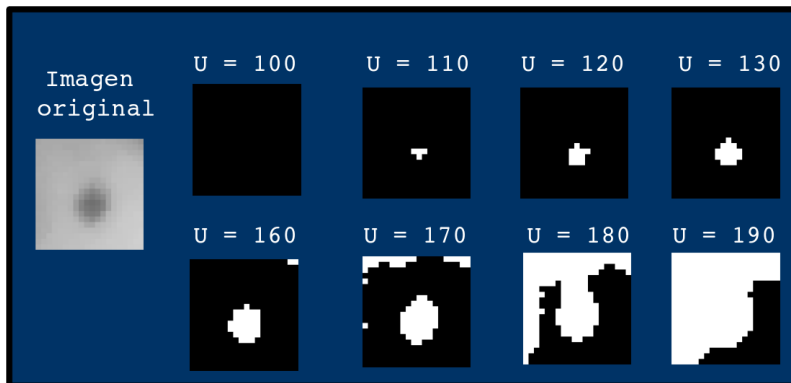 Imagen
original
U = 100
U = 110
U = 120
U = 130
U = 160
U = 170
U = 180
U = 190